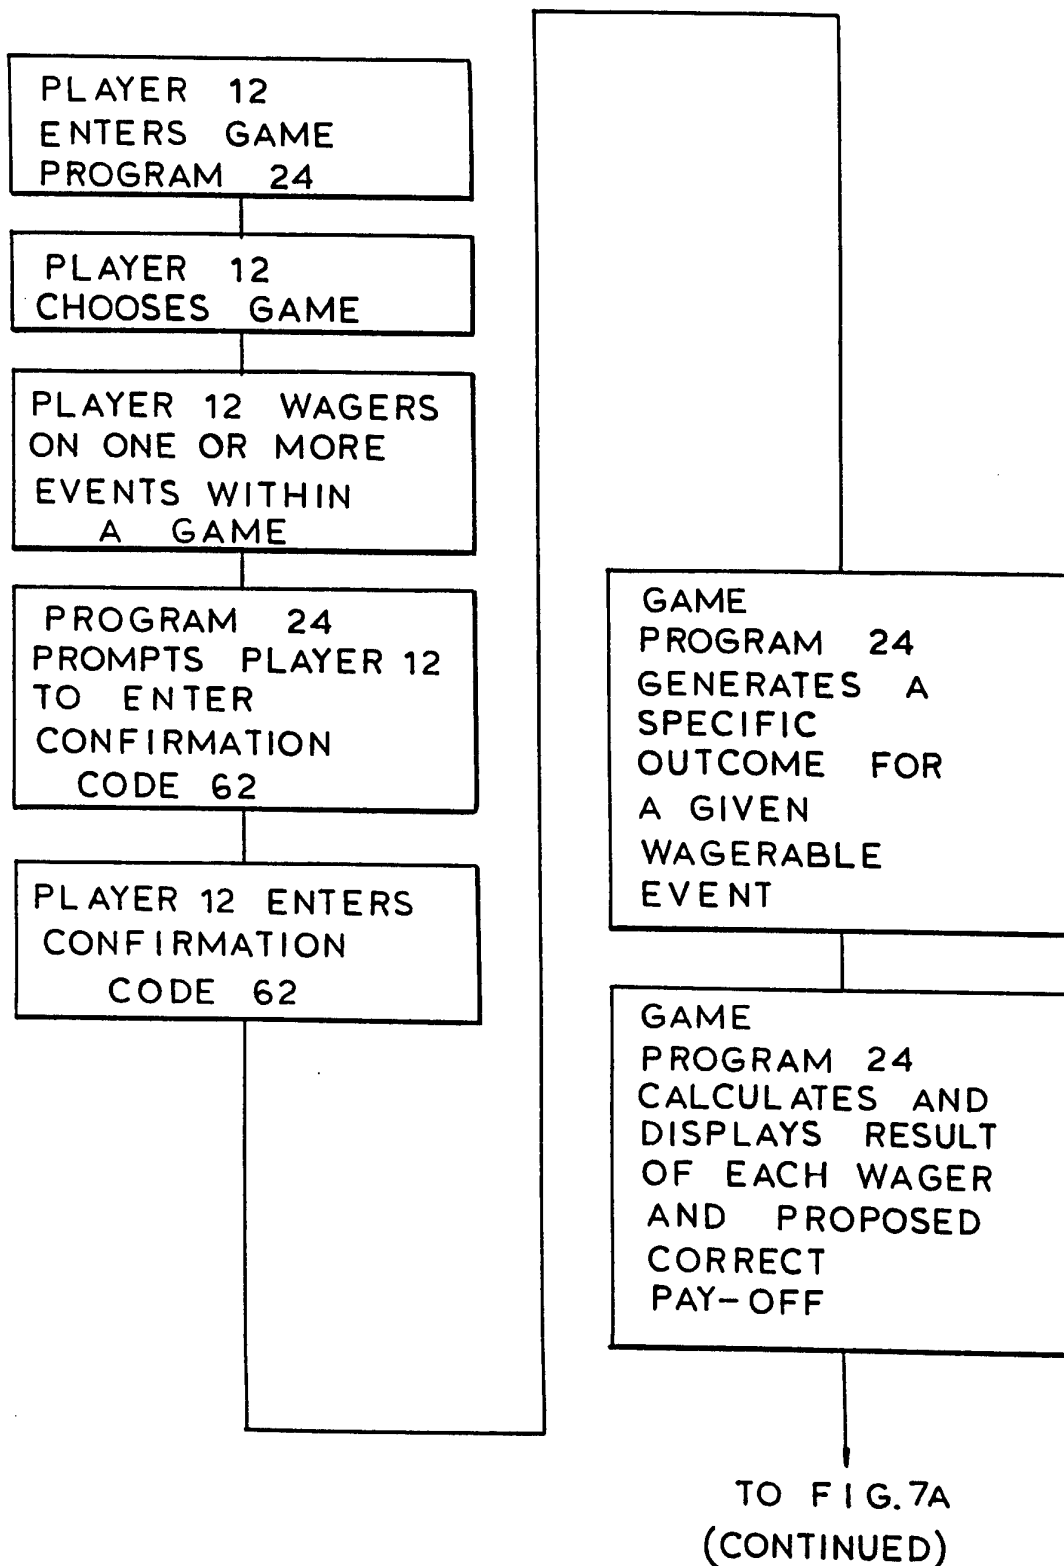 PLAYER 12
ENTERS GAME
PROGRAM 24
PLAYER 12
CHOOSES GAME
PLAYER 12 WAGERS
ON ONE OR MORE
EVENTS WITHIN
A GAME
PROGRAM 24
PROMPTS PLAYER 12
TO ENTER
CONFIRMATION
CODE 62
PLAYER 12 ENTERS
CONFIRMATION
CODE 62
GAME
PROGRAM 24
GENERATES A
SPECIFIC
OUTCOME FOR
A GIVEN
WAGERABLE
EVENT
GAME
PROGRAM 24
CALCULATES AND
DISPLAYS RESULT
OF EACH WAGER
AND PROPOSED
CORRECT
PAY-OFF
TO FIG. 7A
(CONTINUED)